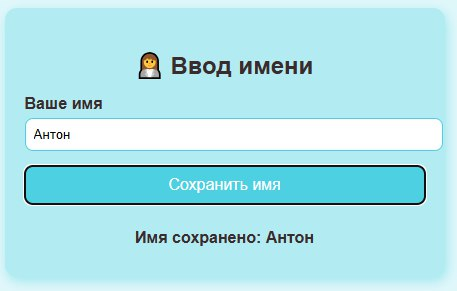 Ввод имени
Ваше имя
Антон
Сохранить имя
Имя сохранено: Антон